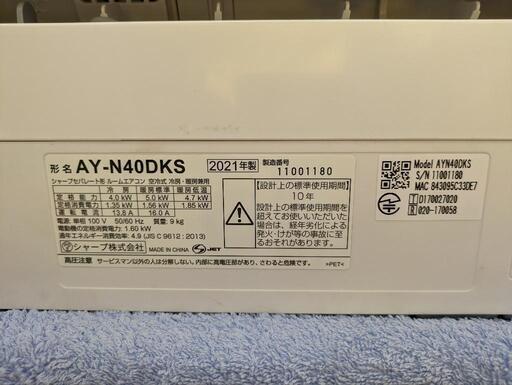 形名 AY-N40DKS 2021年製 製造番号 11001180
シャープセパレート形 ルームエアコン 空冷式 冷房・暖房兼用
冷房 暖房 暖房低温
能力 4.0 kW 5.0 kW 4.7 kW
定格消費電力 1.35 kW 1.56 kW 1.85 kW
運転電流 13.8 A 16.0 A
電源 単相 100 V 50/60 Hz 質量 9 kg
電動機の定格消費電力 1.60 kW
通年エネルギー消費効率 4.9 (JIS C 9612 : 2013)
シャープ株式会社 MADE IN CHINA JET
高圧注意 サービスマン以外の人は分解しないで。内部に高電圧部があり、さわると危険です。
【設計上の標準使用期間】
10年
設計上の標準使用期間を
超えてお使いいただいた
場合は、経年劣化による
発火・けが等の事故に至
るおそれがあります。
>PET<
Model AYN40DKS
S/N 11001180
MAC 843095C33DE7
T D170027020
R 020-170058